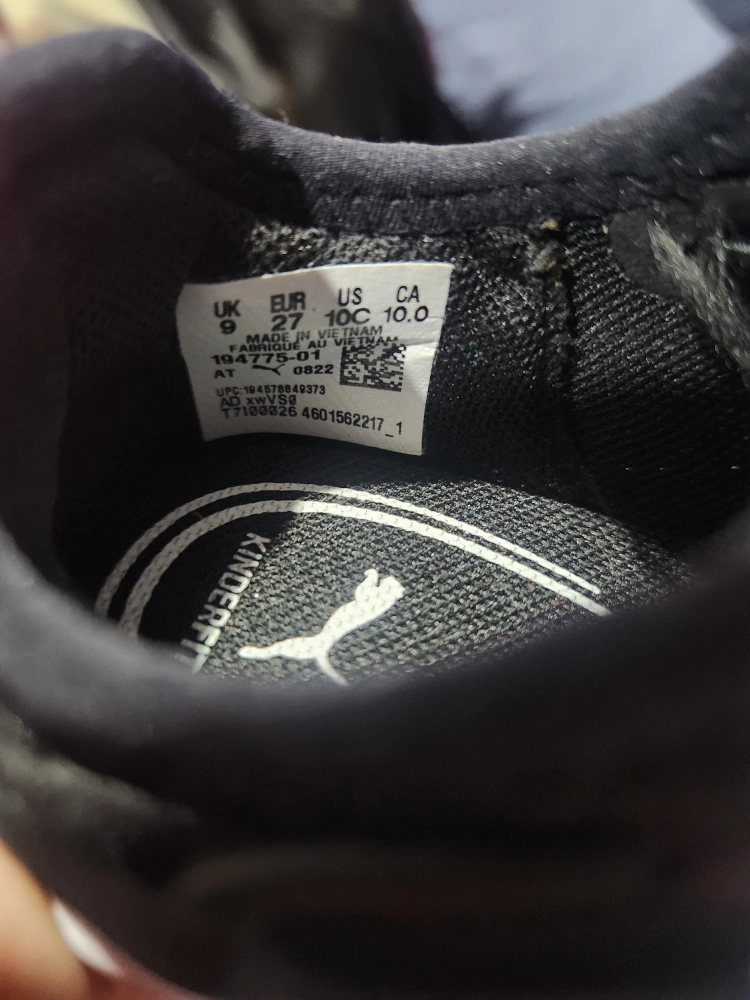 UK EUR US CA
9 27 10C 10.0
MADE IN VIETNAM
FABRIQUE AU VIETNAM
194775-01
AT 0822
UPC:194578849373
AD xwVS0
T7I00026 4601562217_1
KINDERFIT